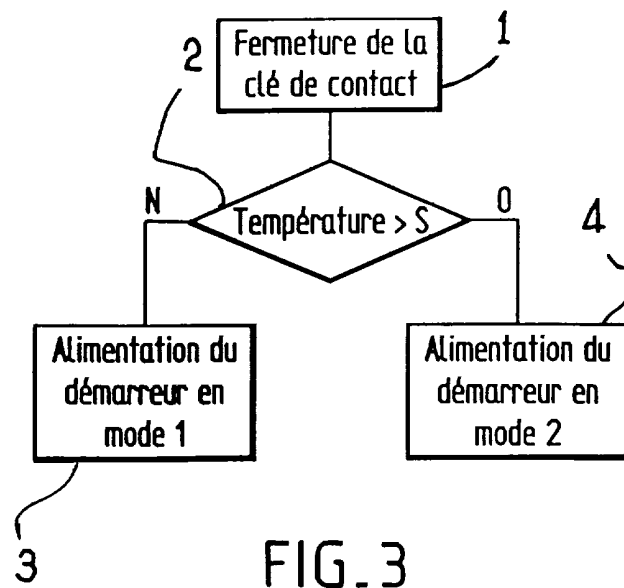 Fermeture de la
clé de contact
1
2
N
Température > S
O
4
Alimentation du
démarreur en
mode 1
Alimentation du
démarreur en
mode 2
3
FIG_3